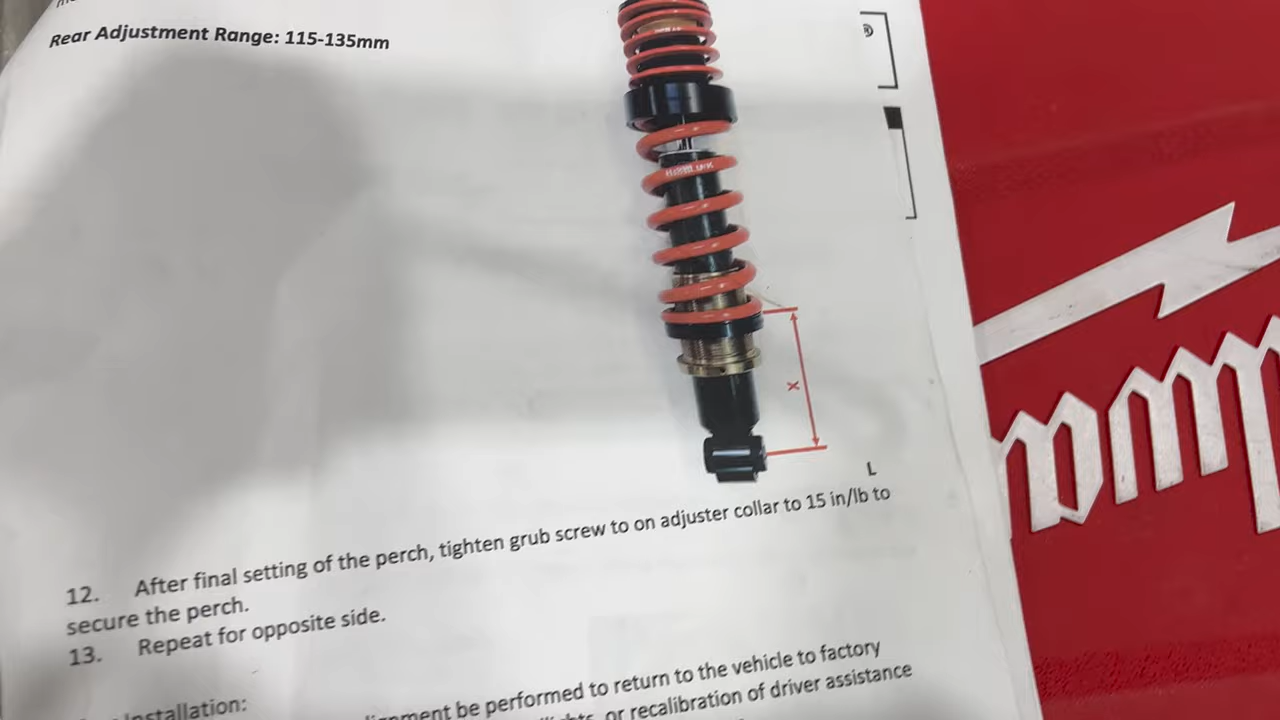 Rear Adjustment Range: 115-135mm
®
X
L
12. After final setting of the perch, tighten grub screw to on adjuster collar to 15 in/lb to
secure the perch.
13. Repeat for opposite side.
Installation:
be performed to return to the vehicle to factory
or recalibration of driver assistance